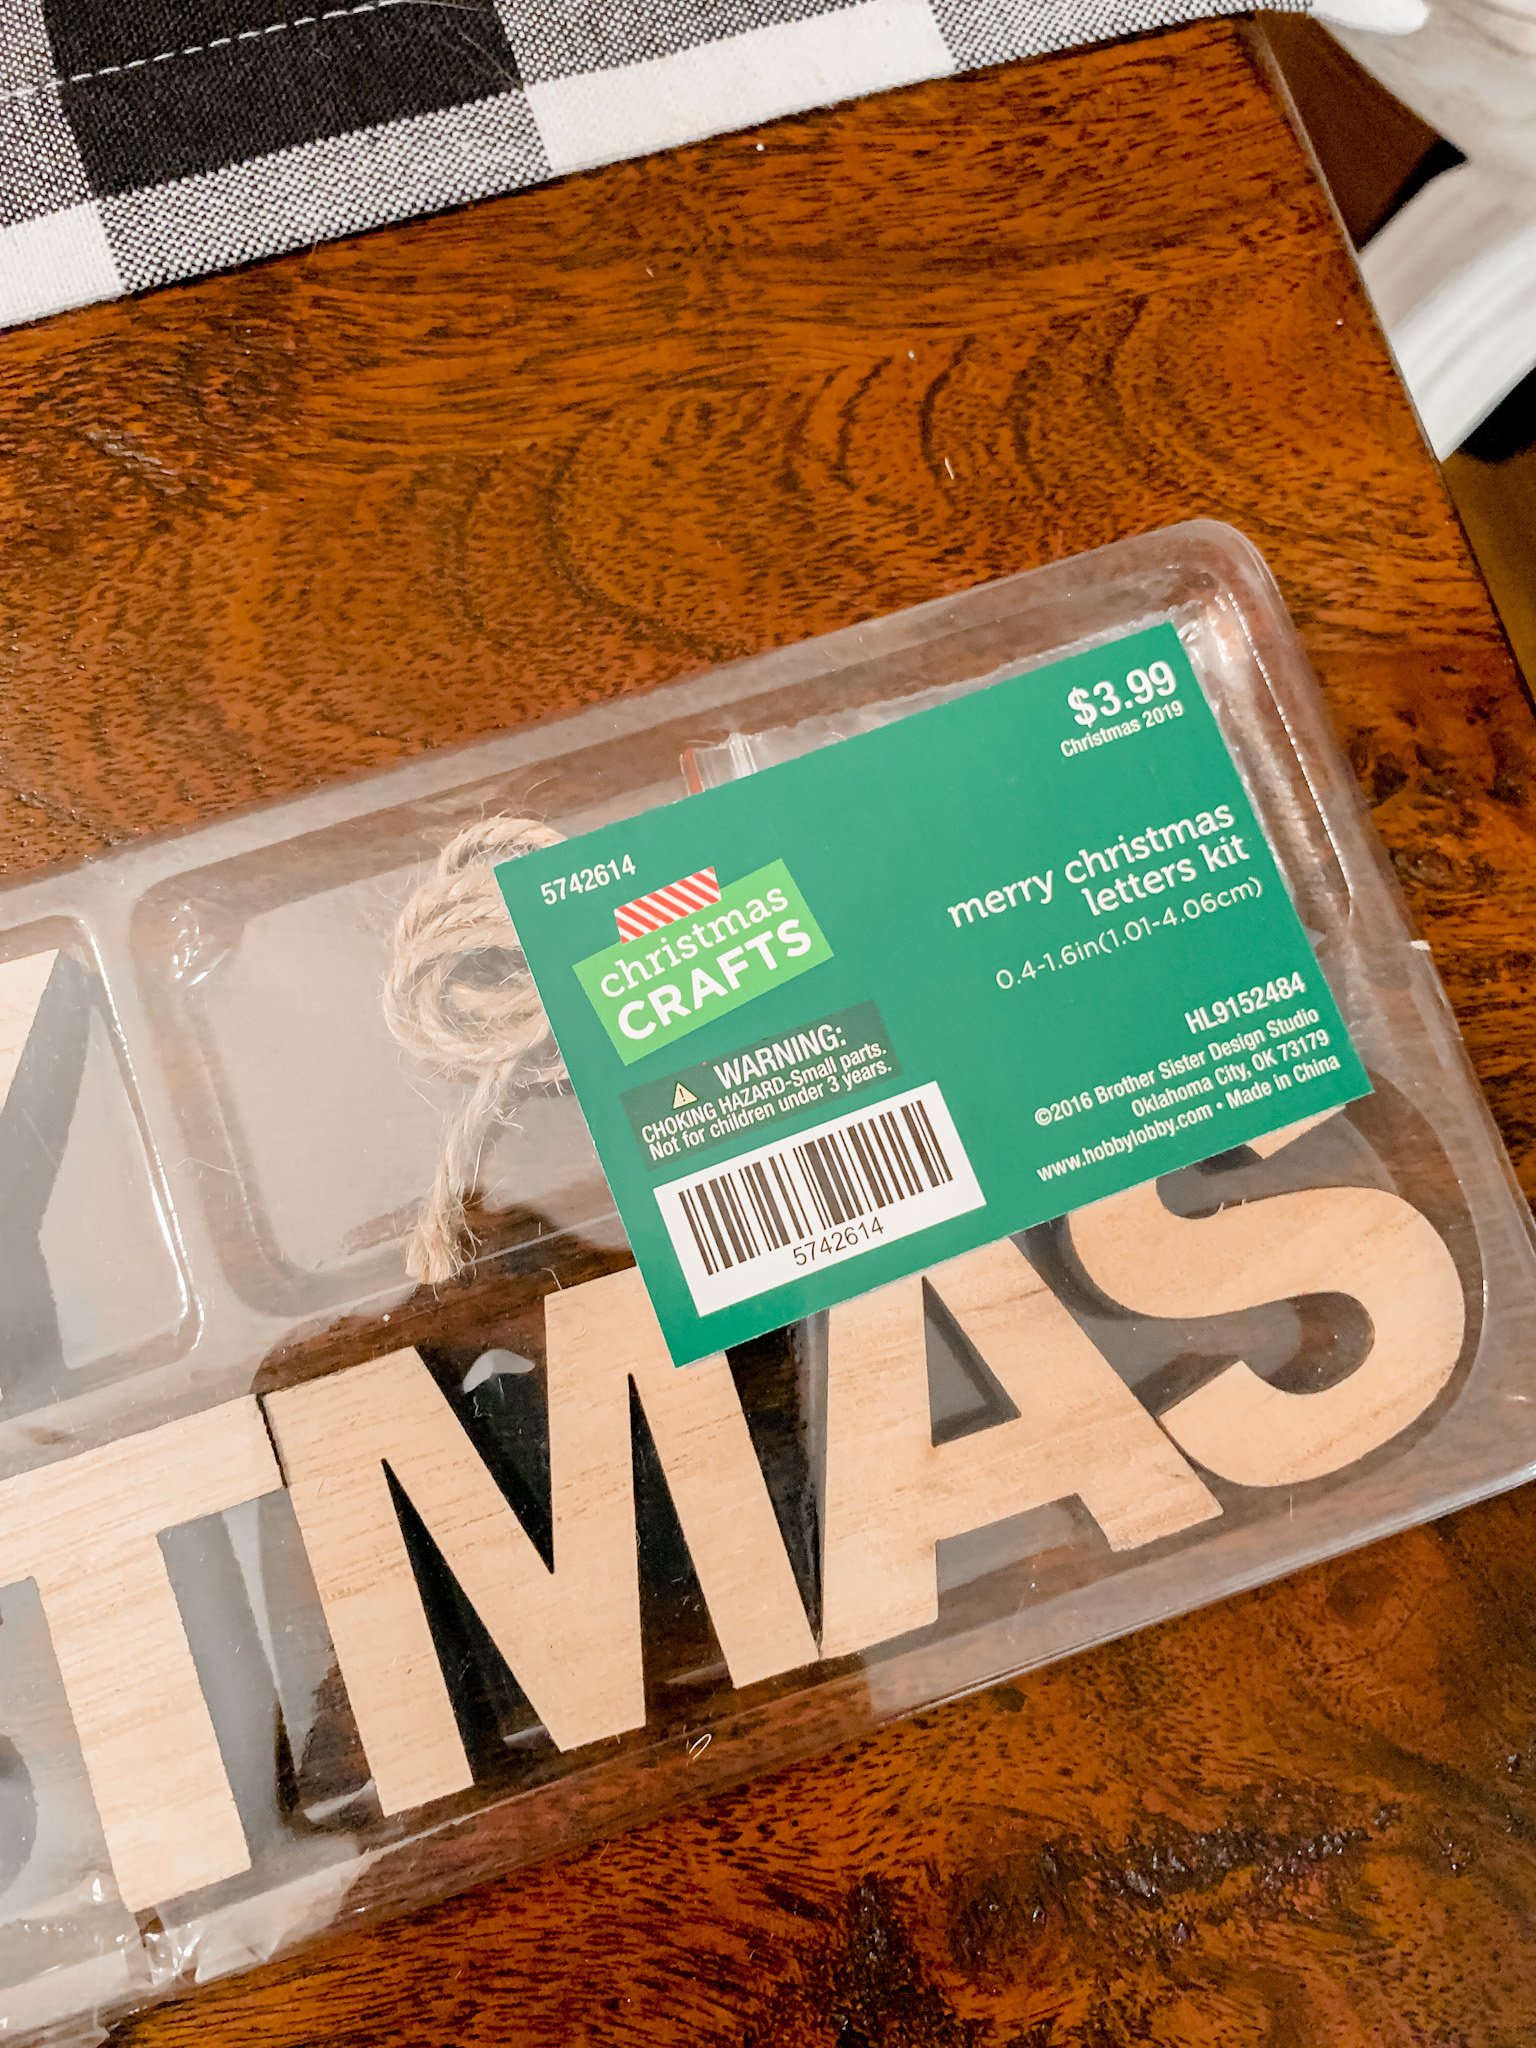 $3.99
Christmas 2019
5742614
christmas
CRAFTS
merry christmas
letters kit
0.4-1.6in(1.01-4.06cm)
WARNING:
CHOKING HAZARD-Small parts.
Not for children under 3 years.
HL9152484
©2016 Brother Sister Design Studio
Oklahoma City, OK 73179
www.hobbylobby.com • Made in China
5742614
Y
TMAS